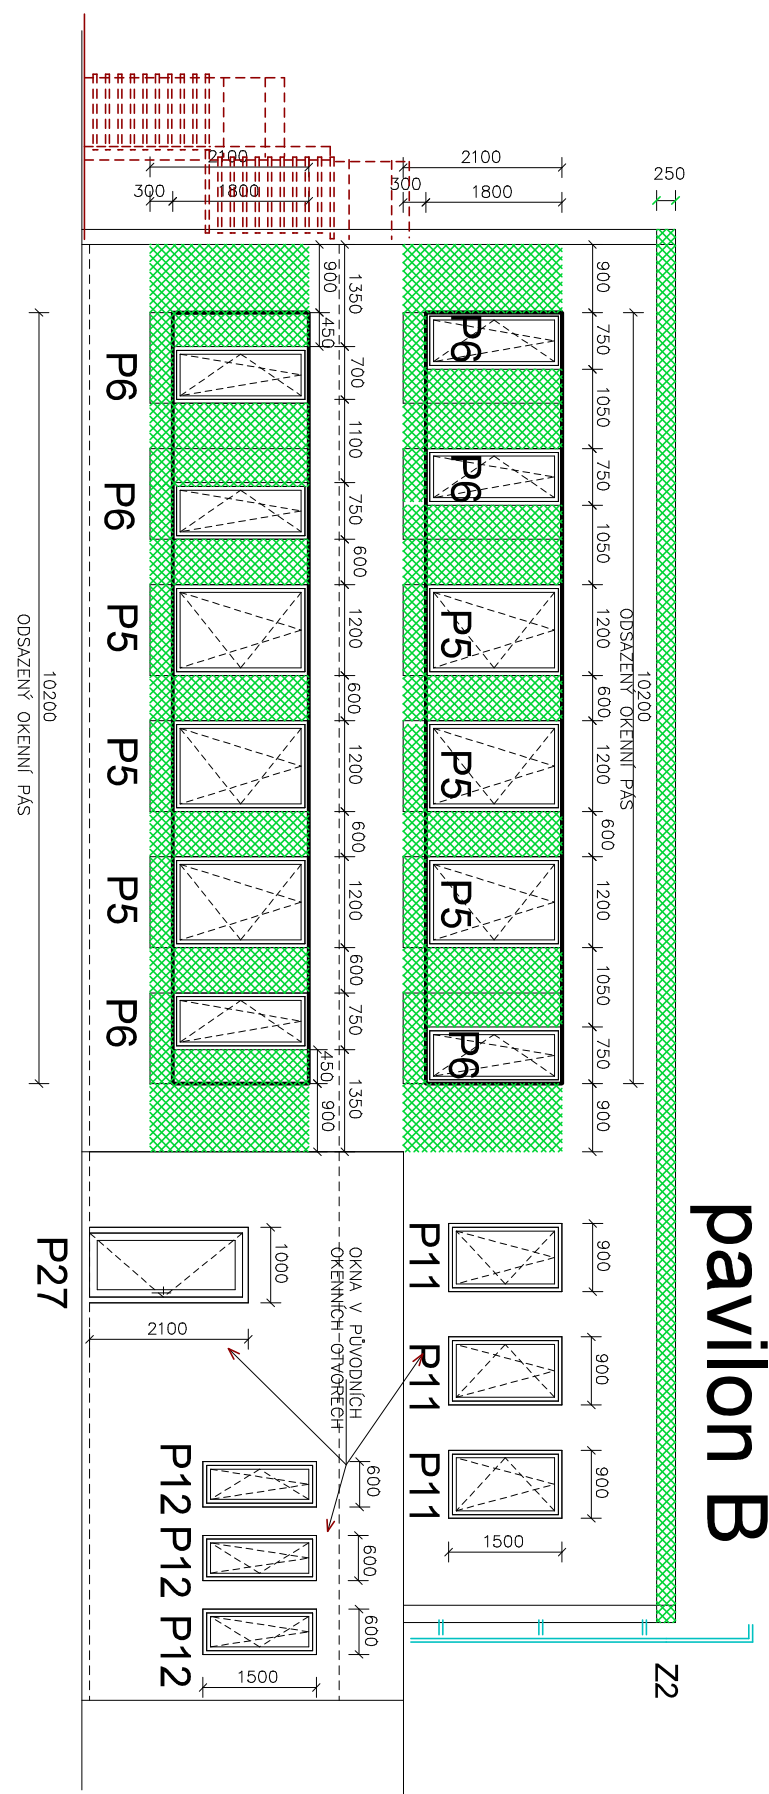 pavilon B
Z2
250
10200
ODSAZENÝ OKENNÍ PÁS
900 750 1050 750 1050 1200 600 1200 600 1200 1050 750 900
900 900 900
2100
1800
300
P6 P6 P5 P5 P5 P6
1500
P11 P11 P11
1350 700 1100 750 600 1200 600 1200 600 1200 600 750 1350
900 450 450 900
OKNA V PŮVODNÍCH
OKENNÍCH OTVORECH
600 600 600
1000
2100
2100
1800
300
1500
P12 P12 P12
P6 P6 P5 P5 P5 P6
P27
10200
ODSAZENÝ OKENNÍ PÁS